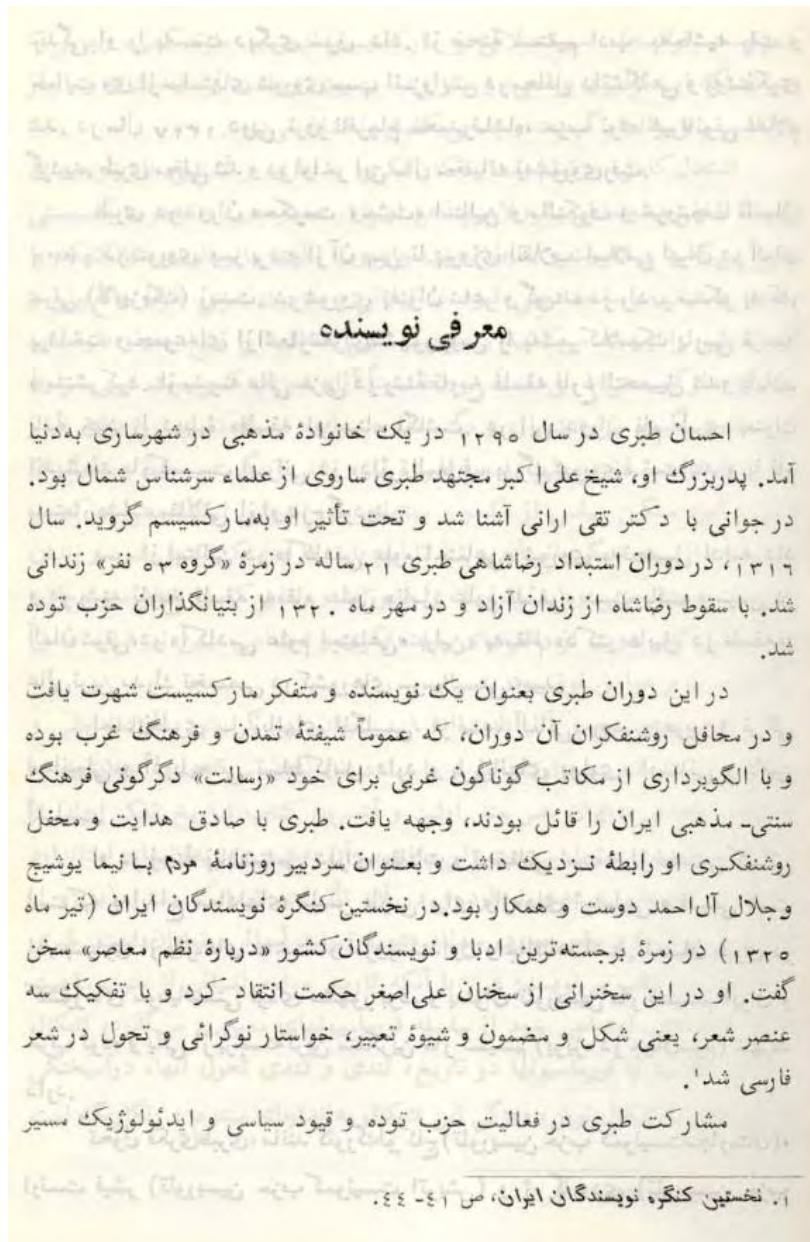 معرفی نویسنده
احسان طبری در سال ۱۲۹۵ در یک خانوادهٔ مذهبی در شهرساری به‌دنیا
آمد. پدربزرگ او، شیخ علی‌اکبر مجتهد طبری ساروی از علماء سرشناس شمال بود.
در جوانی با دکتر تقی ارانی آشنا شد و تحت تأثیر او به‌مارکسیسم گروید. سال
۱۳۱۶، در دوران استبداد رضاشاهی طبری ۲۱ ساله در زمرهٔ «گروه ۵۳ نفر» زندانی
شد. با سقوط رضاشاه از زندان آزاد و در مهر ماه ۱۳۲۰ از بنیانگذاران حزب توده
شد.
در این دوران طبری بعنوان یک نویسنده و متفکر مارکسیست شهرت یافت
و در محافل روشنفکران آن دوران، که عموماً شیفتهٔ تمدن و فرهنگ غرب بوده
و با الگوبرداری از مکاتب گوناگون غربی برای خود «رسالت» دگرگونی فرهنگ
سنتی‌ـ مذهبی ایران را قائل بودند، وجهه یافت. طبری با صادق هدایت و محفل
روشنفکـری او رابطهٔ نـزدیک داشت و بعـنوان سردبیر روزنامهٔ مردم بـا نیما یوشیج
و جلال آل‌احمد دوست و همکار بود. در نخستین کنگرهٔ نویسندگان ایران (تیر ماه
۱۳۲۵) در زمرهٔ برجسته‌ترین ادبا و نویسندگان کشور «دربارهٔ نظم معاصر» سخن
گفت. او در این سخنرانی از سخنان علی‌اصغر حکمت انتقاد کرد و با تفکیک سه
عنصر شعر، یعنی شکل و مضمون و شیوهٔ تعبیر، خواستار نوگرائی و تحول در شعر
فارسی شد۱.
مشارکت طبری در فعالیت حزب توده و قیود سیاسی و ایدئولوژیک مسیر
۱. نخستین کنگره نویسندگان ایران، ص ۴۱ـ ۴۴.